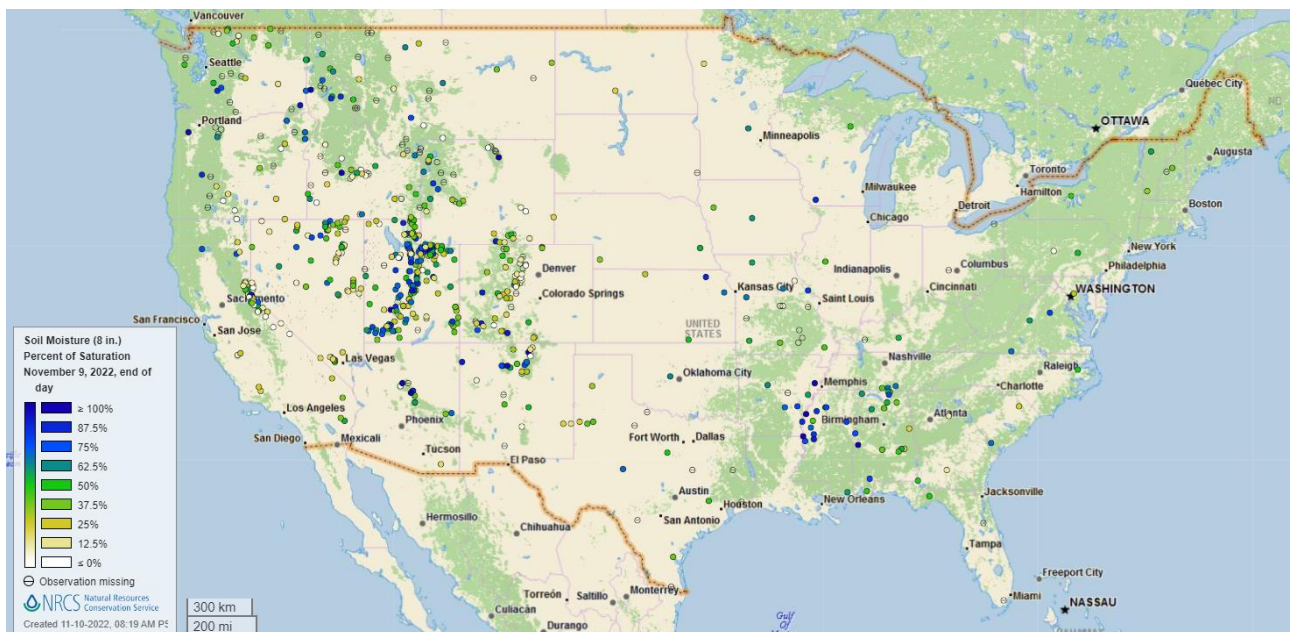 Vancouver
Seattle
Portland
Sacramento
San Francisco
San Jose
Las Vegas
Los Angeles
San Diego
Mexicali
Phoenix
Tucson
El Paso
Denver
Colorado Springs
Minneapolis
Milwaukee
Chicago
Detroit
Toronto
Hamilton
OTTAWA
Québec City
Augusta
Boston
New York
Philadelphia
WASHINGTON
Columbus
Indianapolis
Cincinnati
Kansas City
Saint Louis
UNITED
STATES
Nashville
Raleigh
Charlotte
Oklahoma City
Memphis
Birmingham
Atlanta
Fort Worth
Dallas
Austin
Houston
San Antonio
New Orleans
Jacksonville
Tampa
Miami
Freeport City
NASSAU
Hermosillo
Chihuahua
Torreón
Saltillo
Monterrey
Culiacán
Durango
Gulf
Of
Soil Moisture (8 in.)
Percent of Saturation
November 9, 2022, end of
day
≥ 100%
87.5%
75%
62.5%
50%
37.5%
25%
12.5%
≤ 0%
Observation missing
NRCS Natural Resources
Conservation Service
Created 11-10-2022, 08:19 AM PS
300 km
200 mi